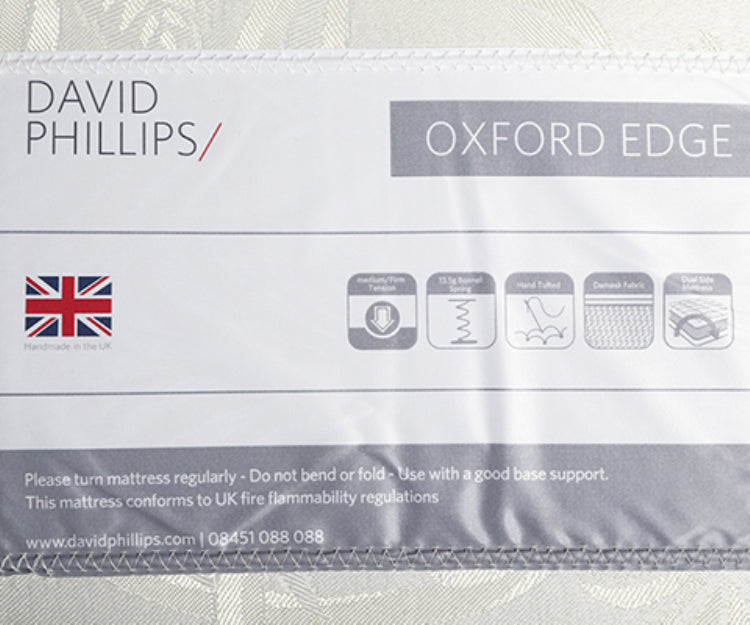 DAVID
PHILLIPS/
OXFORD EDGE
Handmade in the UK
medium/Firm
Tension
13.5g Bonnell
Spring
Hand Tufted
Damask Fabric
Dual Side
Mattress
Please turn mattress regularly - Do not bend or fold - Use with a good base support.
This mattress conforms to UK fire flammability regulations
www.davidphillips.com | 08451 088 088